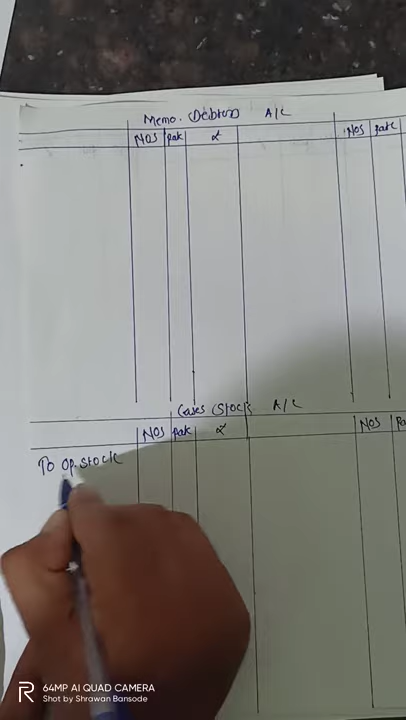 Memo. Debtors A/C
NOS Rate ₹ NOS Rate
Cases Stock A/C
NOS Rate ₹ NOS Ra
To Op. Stock
64MP AI QUAD CAMERA
Shot by Shrawan Bansode